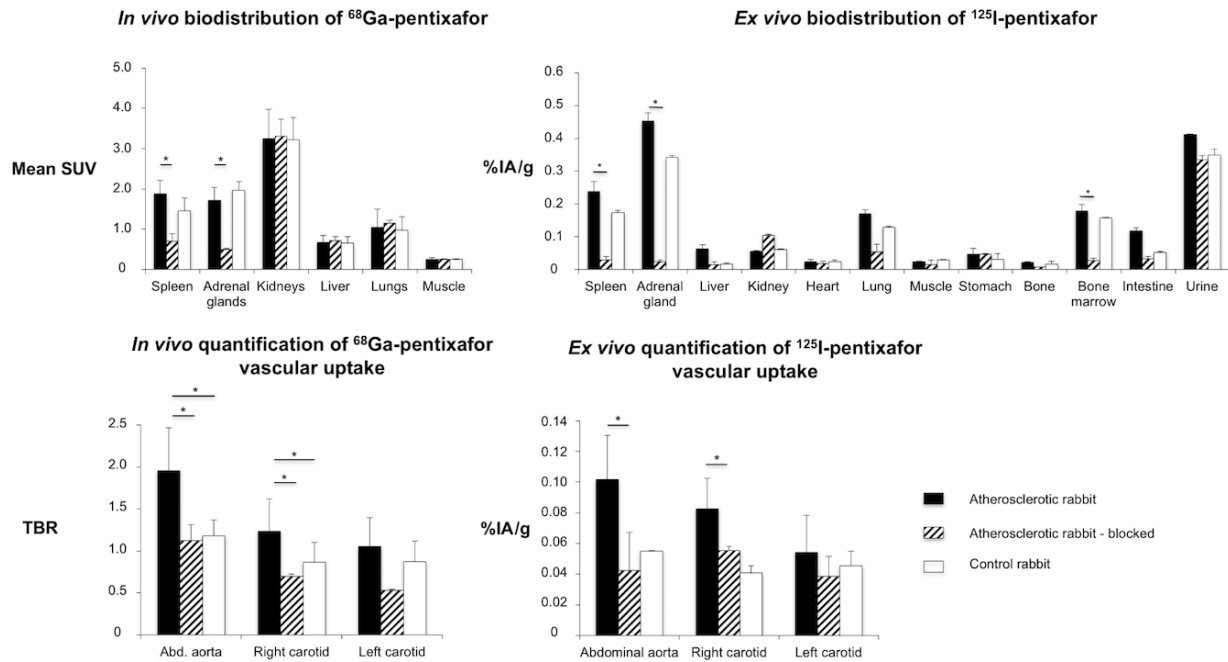 In vivo biodistribution of ⁶⁸Ga-pentixafor
Mean SUV
5.0
4.0
3.0
2.0
1.0
0
*
*
Spleen
Adrenal
glands
Kidneys
Liver
Lungs
Muscle
Ex vivo biodistribution of ¹²⁵I-pentixafor
%IA/g
0.6
0.5
0.4
0.3
0.2
0.1
0
*
*
*
Spleen
Adrenal
gland
Liver
Kidney
Heart
Lung
Muscle
Stomach
Bone
Bone
marrow
Intestine
Urine
In vivo quantification of ⁶⁸Ga-pentixafor
vascular uptake
TBR
2.5
2.0
1.5
1.0
0.5
0
*
*
*
*
Abd. aorta
Right carotid
Left carotid
Ex vivo quantification of ¹²⁵I-pentixafor
vascular uptake
%IA/g
0.14
0.12
0.10
0.08
0.06
0.04
0.02
0.00
*
*
Abdominal aorta
Right carotid
Left carotid
Atherosclerotic rabbit
Atherosclerotic rabbit - blocked
Control rabbit